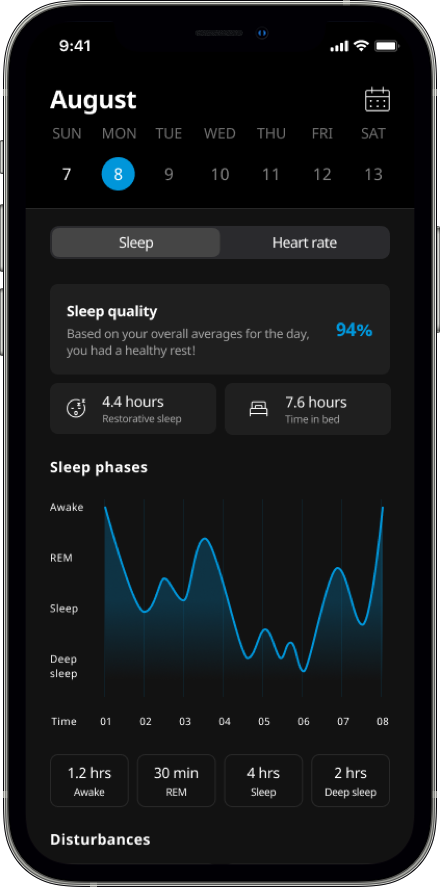 9:41
August
SUN MON TUE WED THU FRI SAT
7 8 9 10 11 12 13
Sleep Heart rate
Sleep quality
Based on your overall averages for the day,
you had a healthy rest!
94%
4.4 hours
Restorative sleep
7.6 hours
Time in bed
Sleep phases
Awake
REM
Sleep
Deep
sleep
Time 01 02 03 04 05 06 07 08
1.2 hrs
Awake
30 min
REM
4 hrs
Sleep
2 hrs
Deep sleep
Disturbances